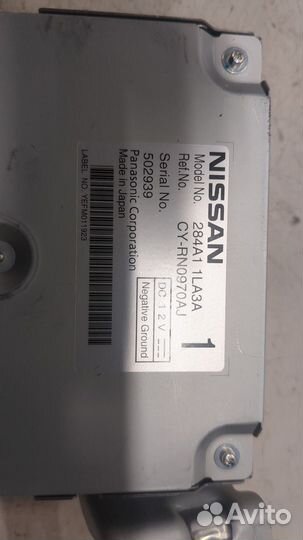 NISSAN
Model No. 284A1 1LA3A
Ref.No. CY-RN0970AJ
1
Serial No.
502939
DC 12V
Negative Ground
Panasonic Corporation
Made in Japan
LABEL NO. YEFM011923
Avito